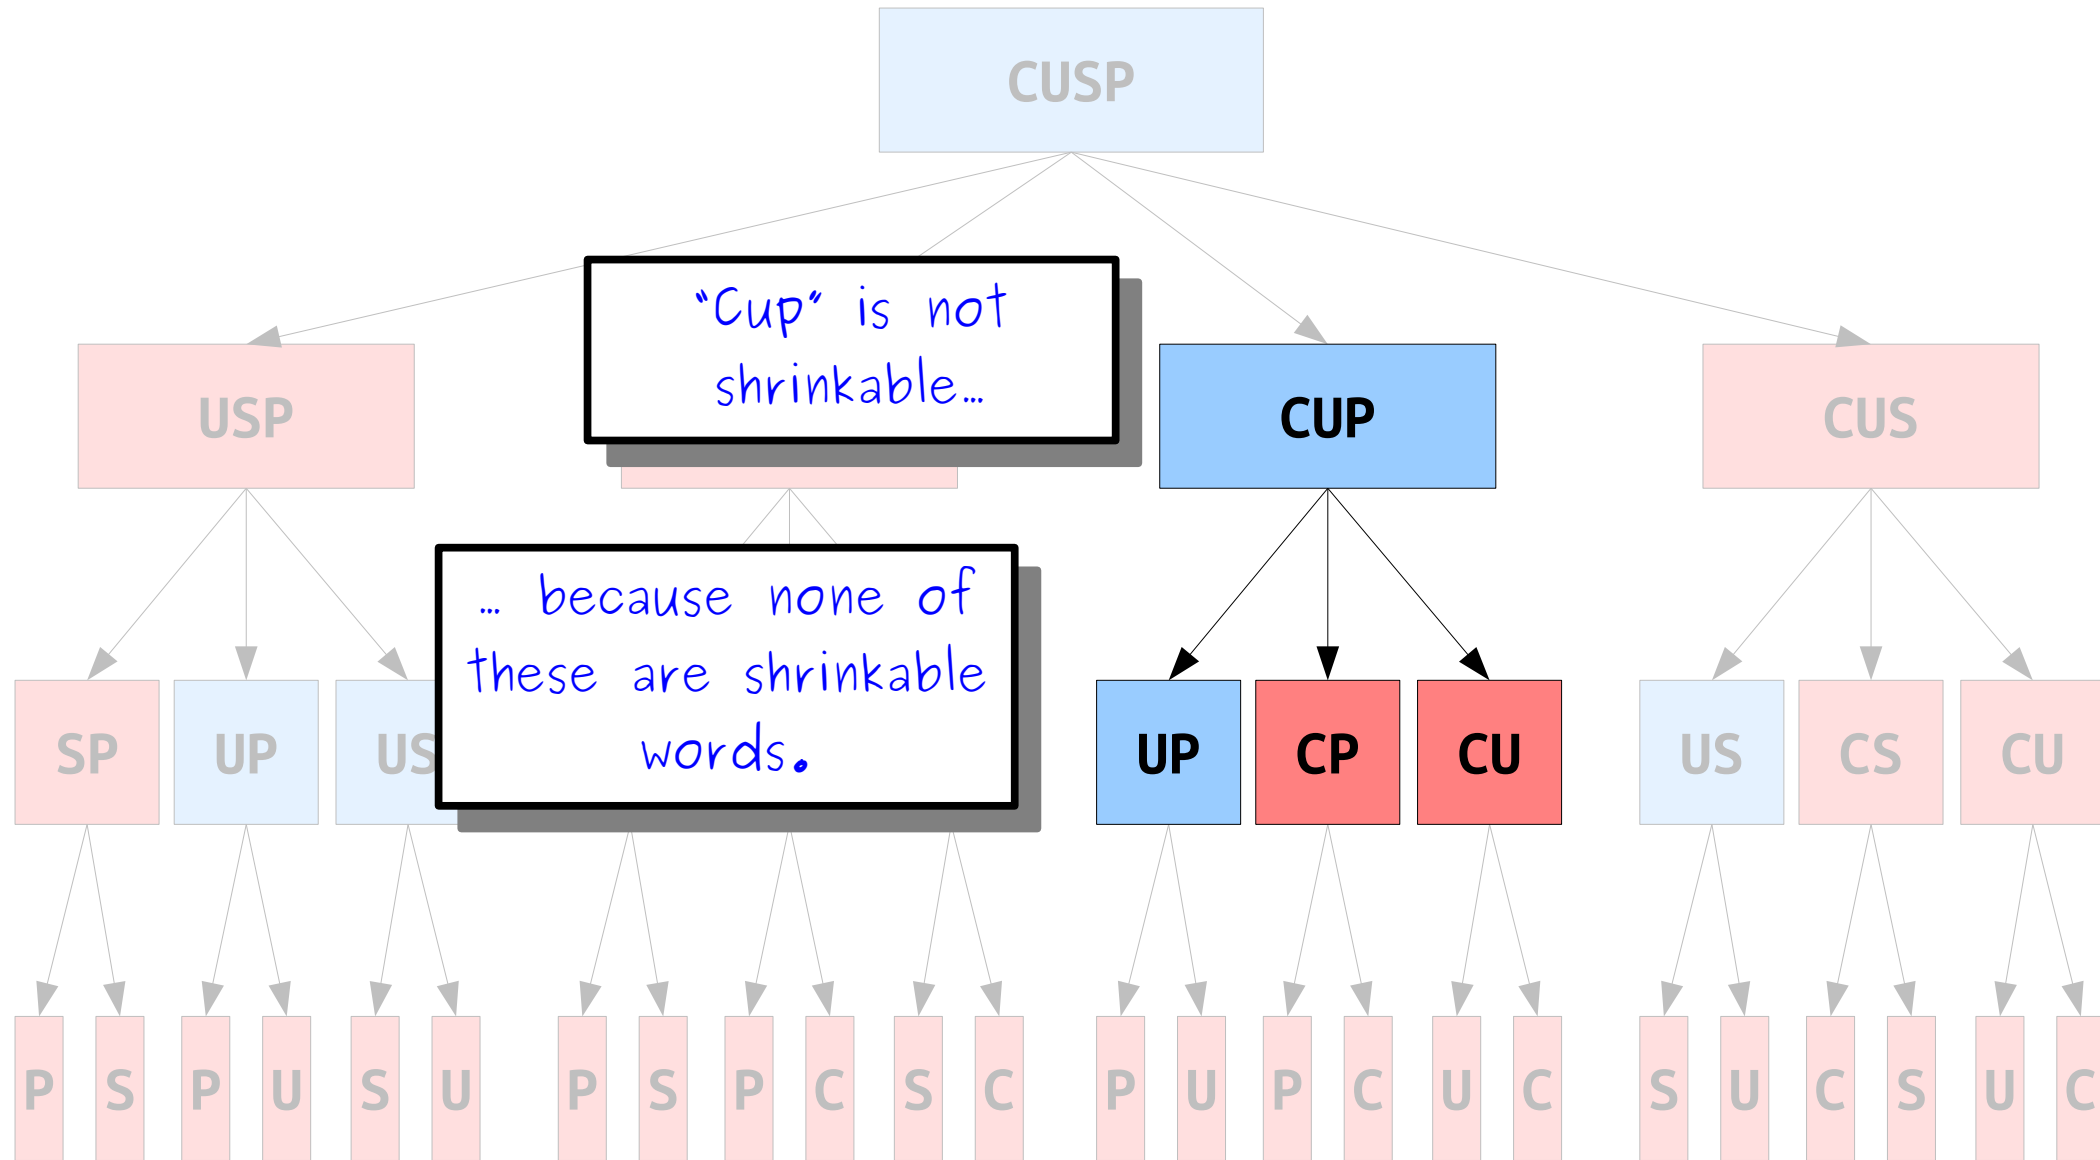 CUSP
"Cup" is not
shrinkable…
USP
CUP
CUS
… because none of
these are shrinkable
words.
SP UP US
UP CP CU
US CS CU
P S P U S U P S P C S C P U P C U C S U C S U C